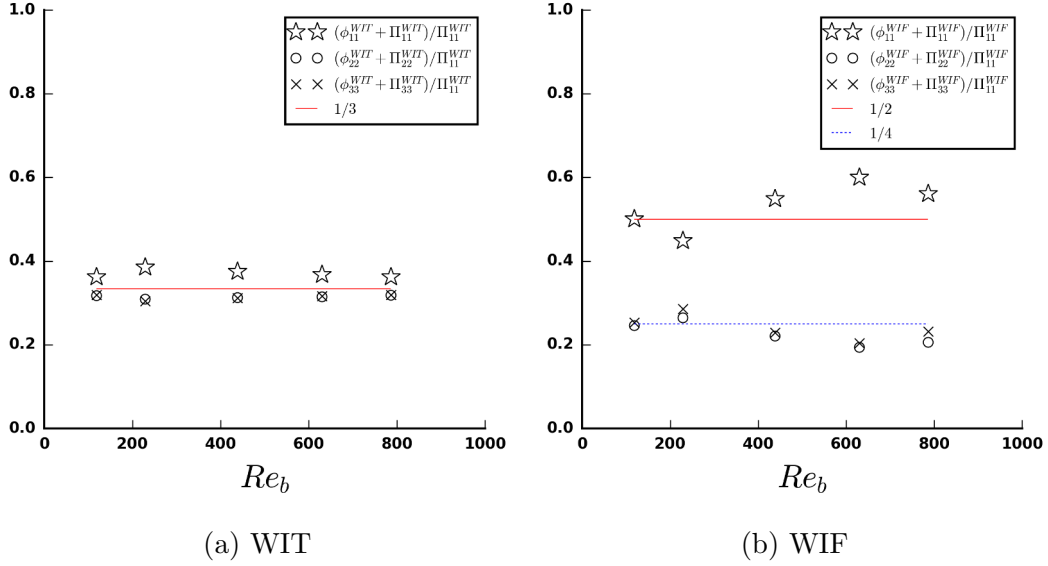 1.0
0.8
0.6
0.4
0.2
0.0
0 200 400 600 800 1000
Re_b
(ϕ₁₁^{WIT} + Π₁₁^{WIT})/Π₁₁^{WIT}
(ϕ₂₂^{WIT} + Π₂₂^{WIT})/Π₁₁^{WIT}
(ϕ₃₃^{WIT} + Π₃₃^{WIT})/Π₁₁^{WIT}
1/3
(a) WIT
1.0
0.8
0.6
0.4
0.2
0.0
0 200 400 600 800 1000
Re_b
(ϕ₁₁^{WIF} + Π₁₁^{WIF})/Π₁₁^{WIF}
(ϕ₂₂^{WIF} + Π₂₂^{WIF})/Π₁₁^{WIF}
(ϕ₃₃^{WIF} + Π₃₃^{WIF})/Π₁₁^{WIF}
1/2
1/4
(b) WIF